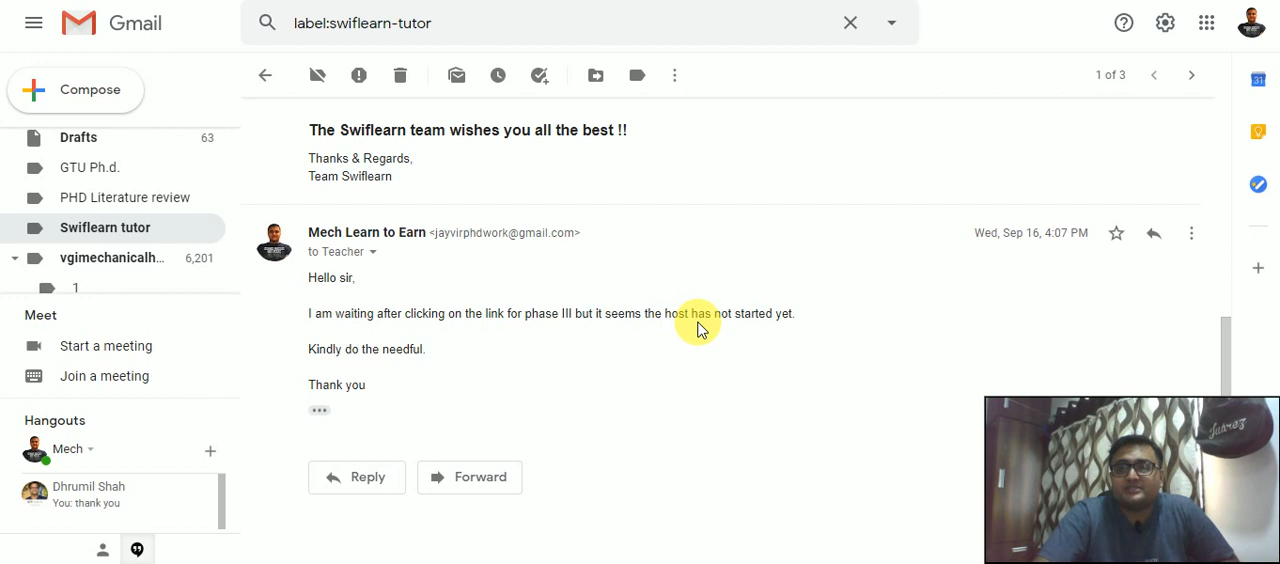 Gmail
label:swiflearn-tutor
Compose
1 of 3
31
Drafts 63
GTU Ph.d.
PHD Literature review
Swiflearn tutor
vgimechanicalh... 6,201
1
Meet
Start a meeting
Join a meeting
Hangouts
Mech
Dhrumil Shah
You: thank you
The Swiflearn team wishes you all the best !!
Thanks & Regards,
Team Swiflearn
Mech Learn to Earn <jayvirphdwork@gmail.com>
Wed, Sep 16, 4:07 PM
to Teacher
Hello sir,
I am waiting after clicking on the link for phase III but it seems the host has not started yet.
Kindly do the needful.
Thank you
Reply
Forward
Juarez